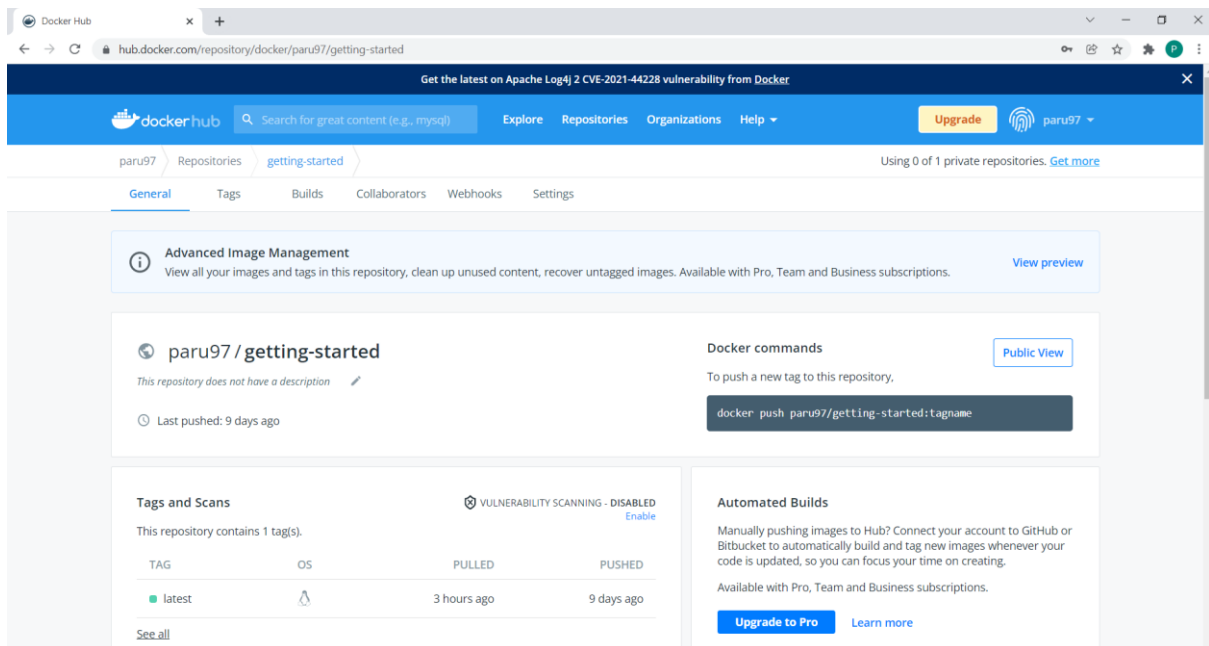 Docker Hub
hub.docker.com/repository/docker/paru97/getting-started
P
Get the latest on Apache Log4j 2 CVE-2021-44228 vulnerability from Docker
dockerhub
Search for great content (e.g., mysql)
Explore
Repositories
Organizations
Help
Upgrade
paru97
paru97
Repositories
getting-started
Using 0 of 1 private repositories. Get more
General
Tags
Builds
Collaborators
Webhooks
Settings
Advanced Image Management
View all your images and tags in this repository, clean up unused content, recover untagged images. Available with Pro, Team and Business subscriptions.
View preview
paru97 / getting-started
This repository does not have a description
Last pushed: 9 days ago
Docker commands
Public View
To push a new tag to this repository,
docker push paru97/getting-started:tagname
Tags and Scans
VULNERABILITY SCANNING - DISABLED
Enable
This repository contains 1 tag(s).
TAG OS PULLED PUSHED
latest 3 hours ago 9 days ago
See all
Automated Builds
Manually pushing images to Hub? Connect your account to GitHub or
Bitbucket to automatically build and tag new images whenever your
code is updated, so you can focus your time on creating.
Available with Pro, Team and Business subscriptions.
Upgrade to Pro
Learn more